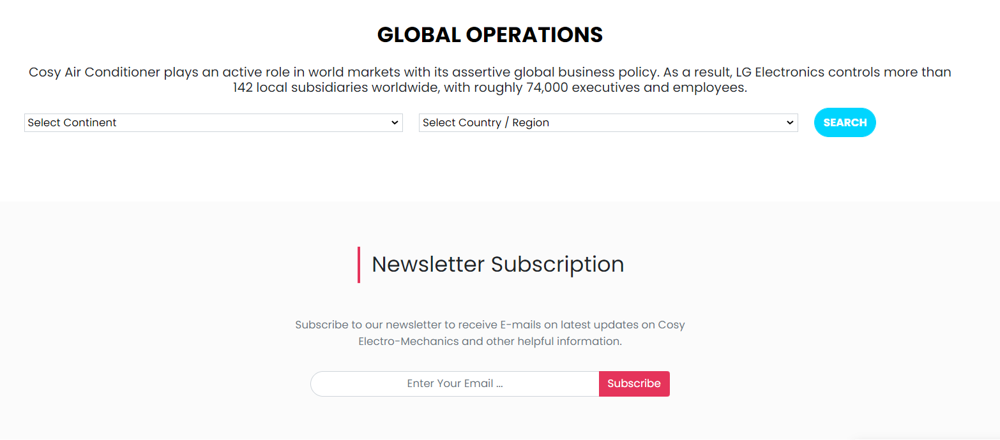 GLOBAL OPERATIONS
Cosy Air Conditioner plays an active role in world markets with its assertive global business policy. As a result, LG Electronics controls more than
142 local subsidiaries worldwide, with roughly 74,000 executives and employees.
Select Continent
Select Country / Region
SEARCH
Newsletter Subscription
Subscribe to our newsletter to receive E-mails on latest updates on Cosy
Electro-Mechanics and other helpful information.
Enter Your Email ...
Subscribe